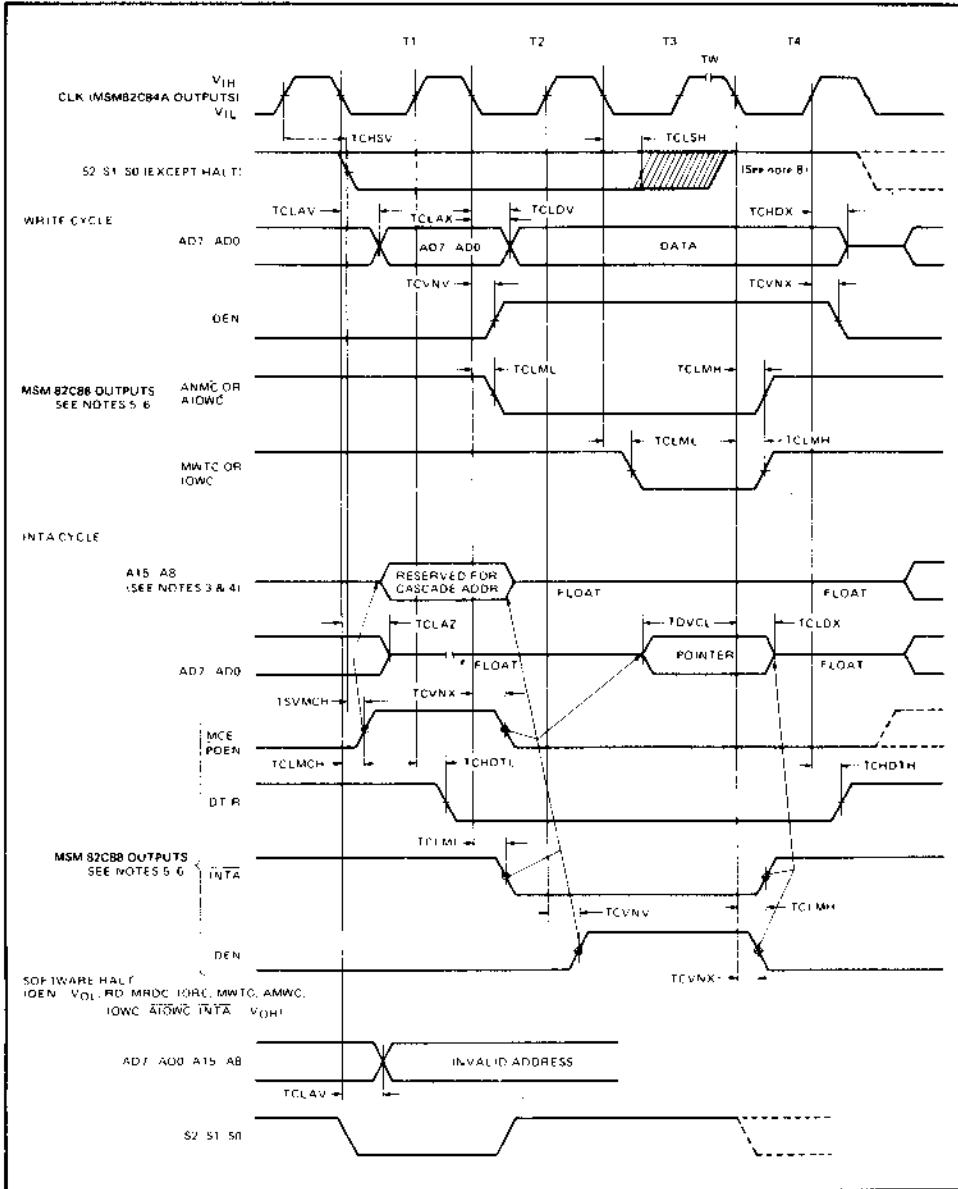 T1 T2 T3 T4
TW
VIH
CLK (MSM82C84A OUTPUTS)
VIL
TCHSV TCLSH
S2 S1 S0 (EXCEPT HALT) (See note 8)
WRITE CYCLE
TCLAV TCLAX TCLDV TCHDX
AD7 AD0 AD7 AD0 DATA
TCVNV TCVNX
DEN
TCLML TCLMH
MSM 82C88 OUTPUTS
SEE NOTES 5 6
ANMC OR
AIOWC
TCLML TCLMH
MWTC OR
IOWC
INTA CYCLE
A15 A8
(SEE NOTES 3 & 4)
RESERVED FOR
CASCADE ADDR
FLOAT FLOAT
TCLAZ TDVCL TCLDX
AD7 AD0 FLOAT POINTER FLOAT
TSVMCH TCVNX
MCE
PDEN
TCLMCH TCHDTL TCHDTH
DT R
TCLML
MSM 82C88 OUTPUTS
SEE NOTES 5 6
INTA
TCVNV TCLMH
DEN
TCVNX
SOFTWARE HALT
(DEN VOL, RD MRDC IORC, MWTC, AMWC,
IOWC AIOWC INTA VOH)
AD7 AD0 A15 A8 INVALID ADDRESS
TCLAV
S2 S1 S0